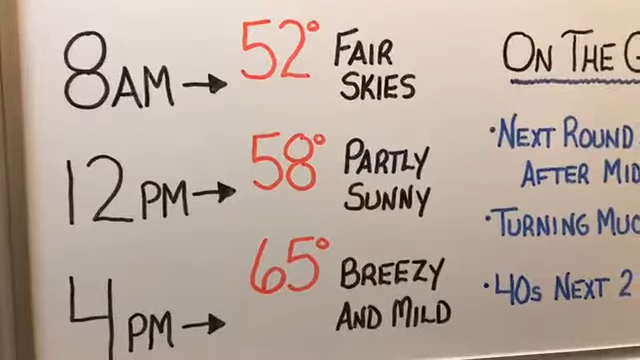 8AM → 52° FAIR
SKIES
12PM → 58° PARTLY
SUNNY
4PM → 65° BREEZY
AND MILD
ON THE
• NEXT ROUND
AFTER
• TURNING
• 40s NEXT 2